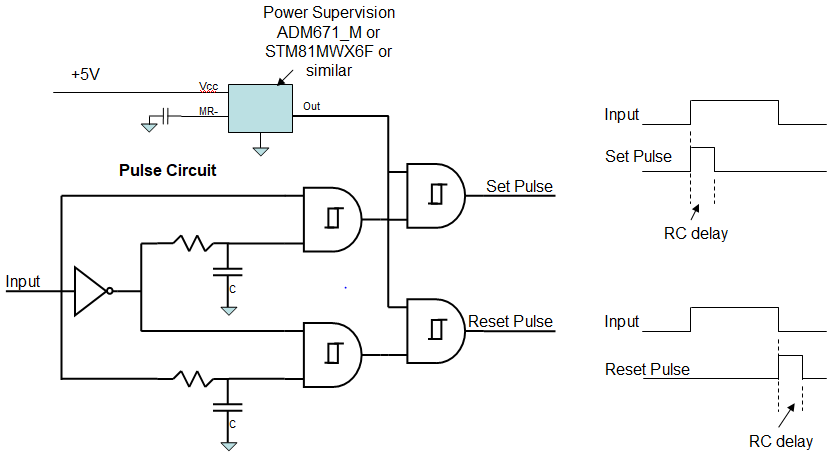 Power Supervision
ADM671_M or
STM81MWX6F or
similar
+5V
Vcc
MR-
Out
Pulse Circuit
Set Pulse
Input
C
Reset Pulse
C
Input
Set Pulse
RC delay
Input
Reset Pulse
RC delay